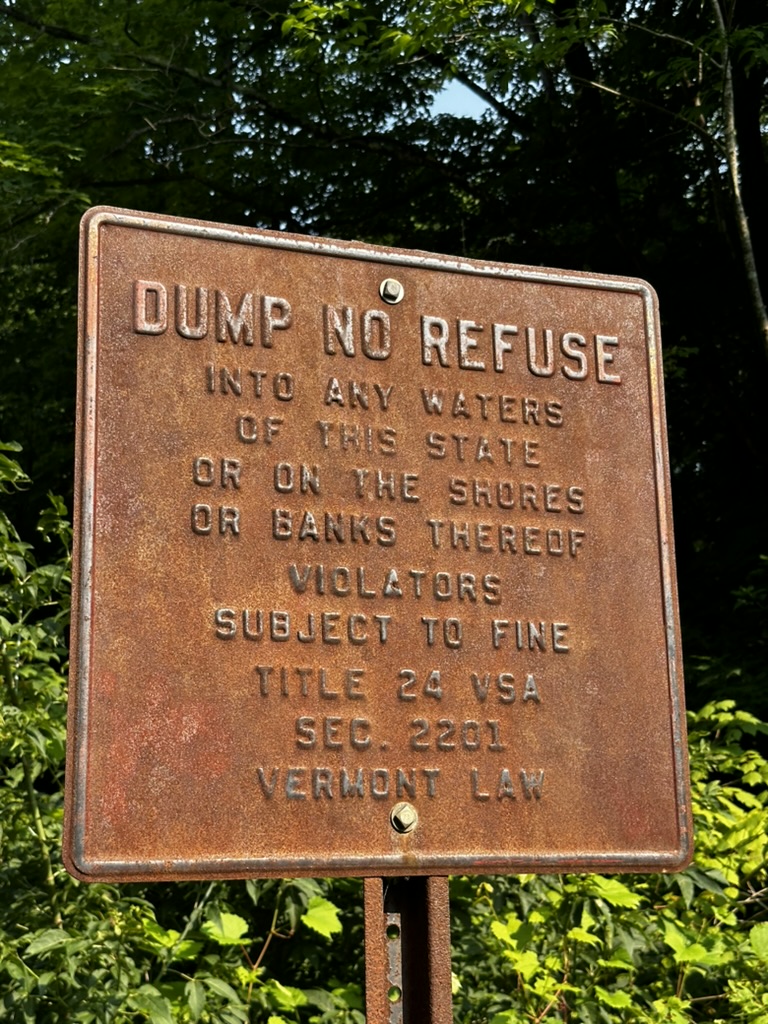 DUMP NO REFUSE
INTO ANY WATERS
OF THIS STATE
OR ON THE SHORES
OR BANKS THEREOF
VIOLATORS
SUBJECT TO FINE
TITLE 24 VSA
SEC. 2201
VERMONT LAW